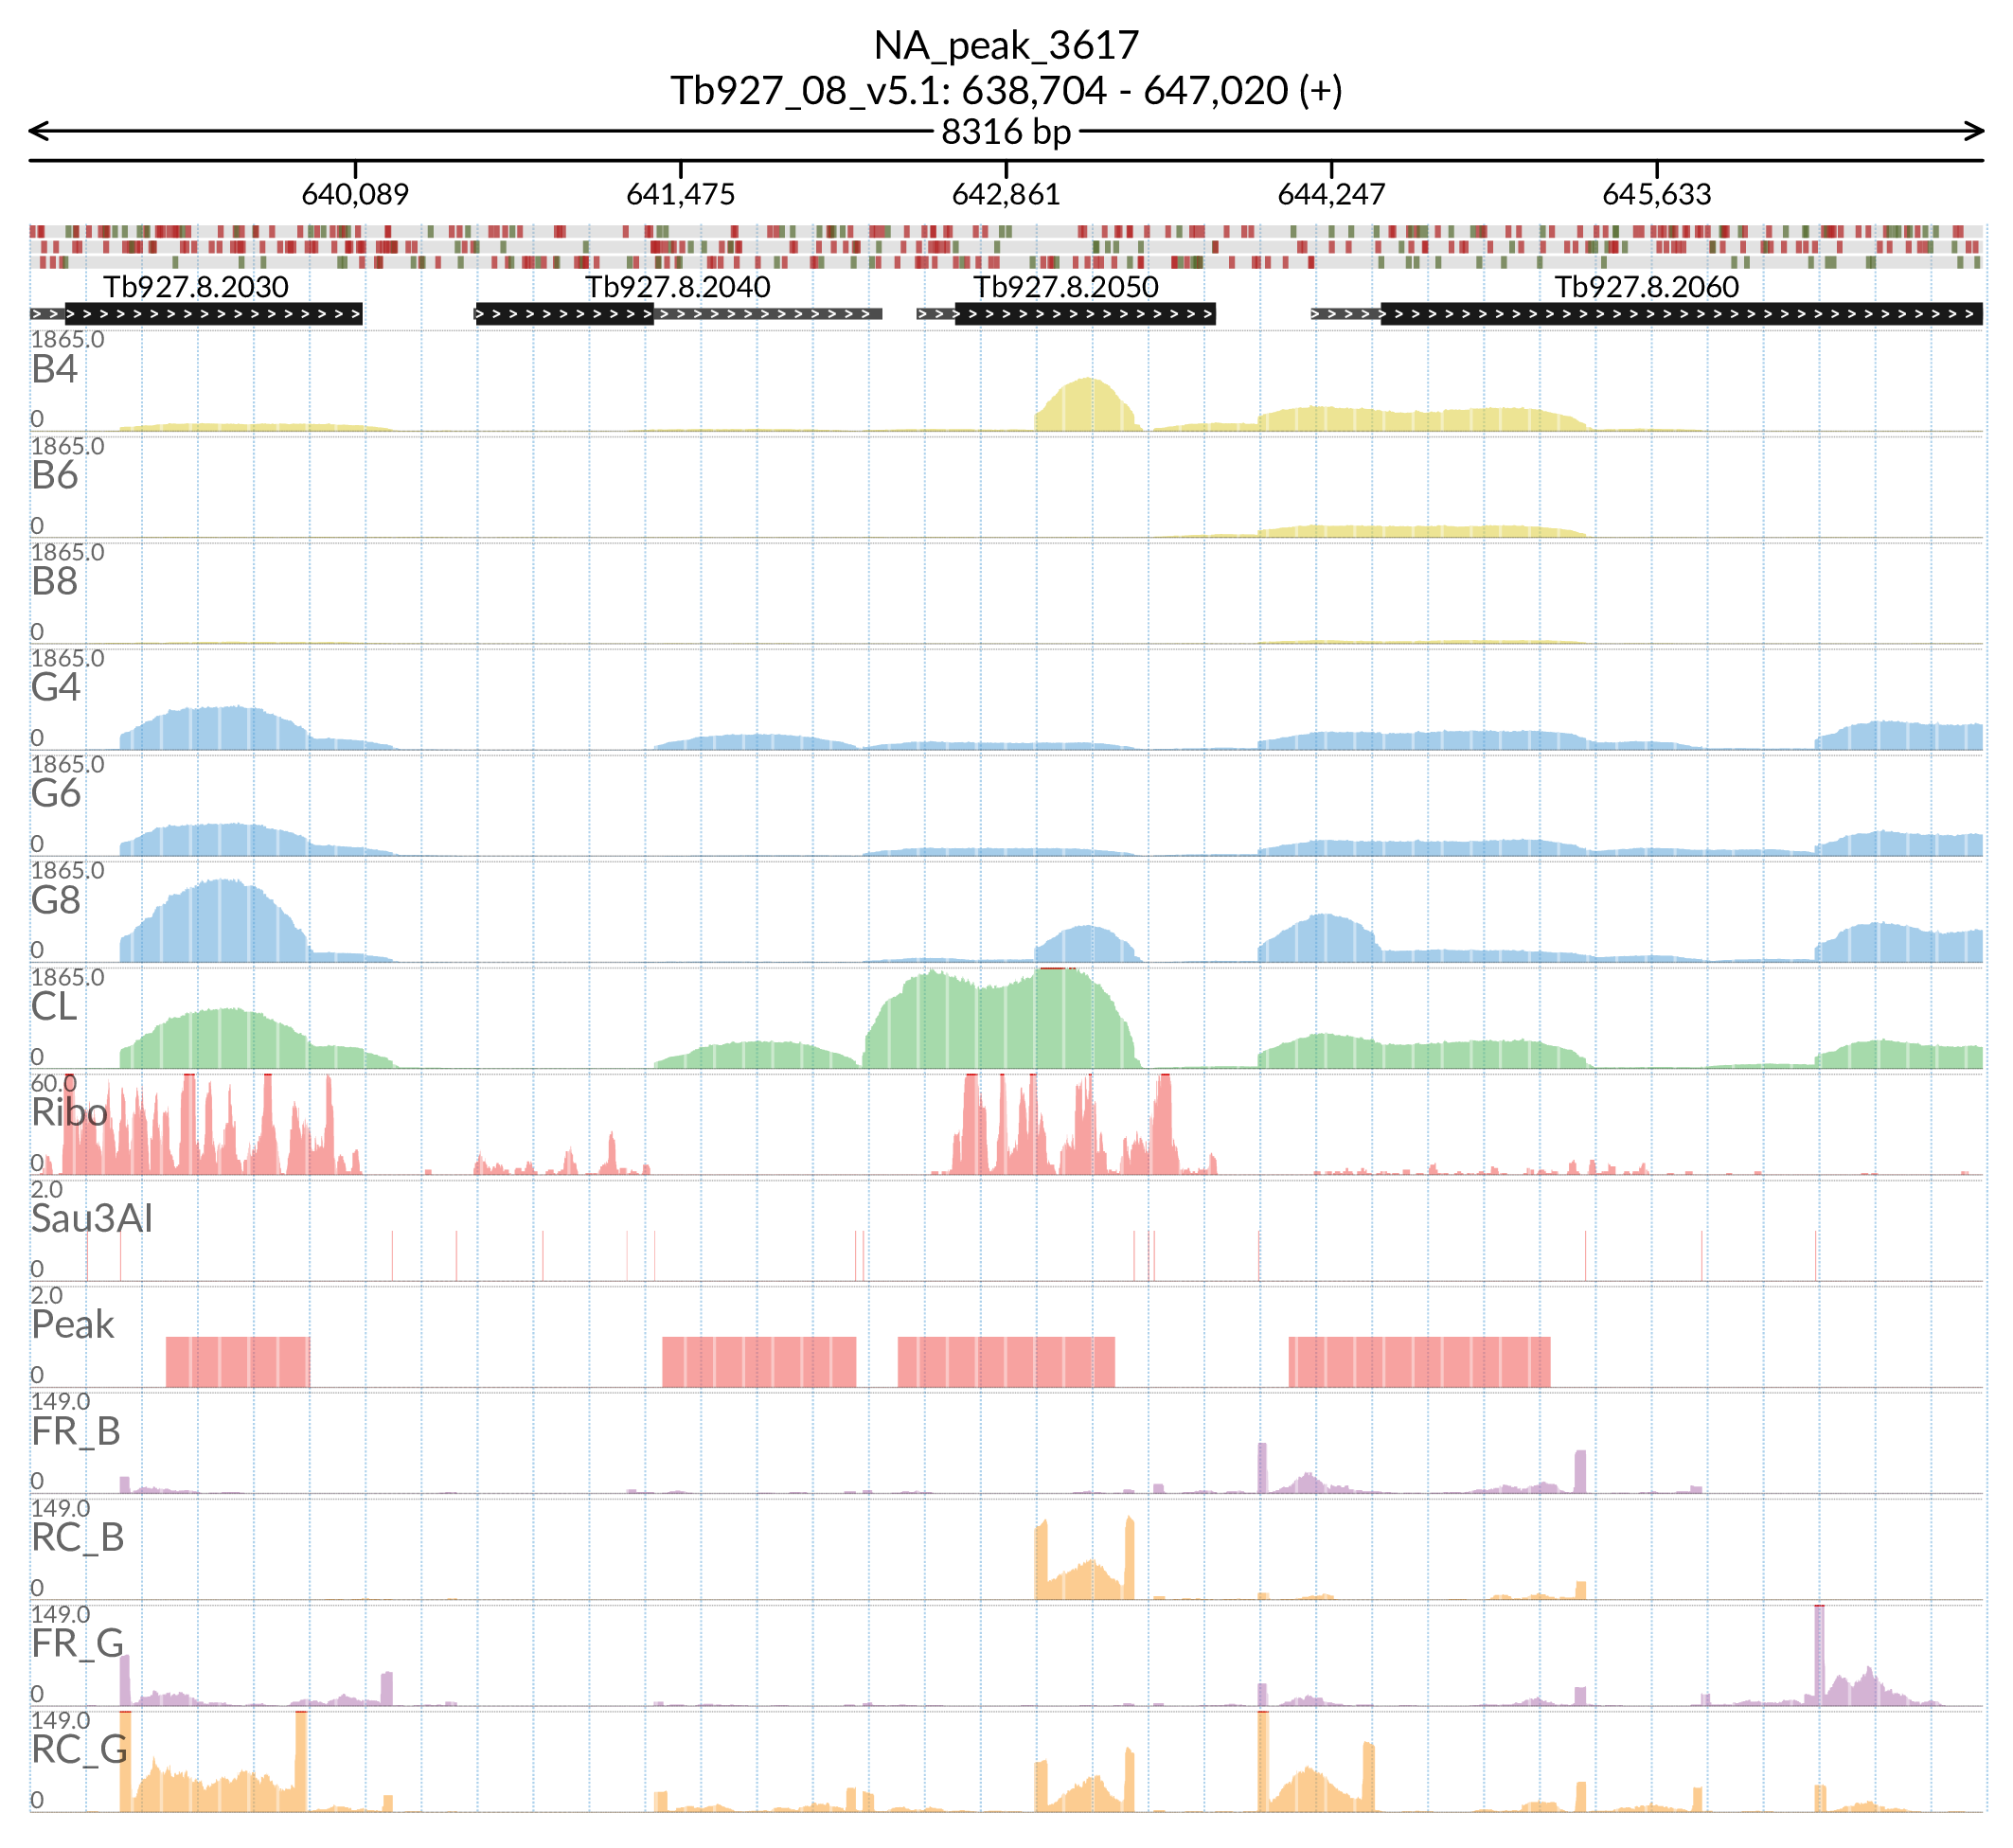 NA_peak_3617
Tb927_08_v5.1: 638,704 - 647,020 (+)
8316 bp
640,089 641,475 642,861 644,247 645,633
Tb927.8.2030 Tb927.8.2040 Tb927.8.2050 Tb927.8.2060
1865.0
B4
0
1865.0
B6
0
1865.0
B8
0
1865.0
G4
0
1865.0
G6
0
1865.0
G8
0
1865.0
CL
0
60.0
Ribo
0
2.0
Sau3AI
0
2.0
Peak
0
149.0
FR_B
0
149.0
RC_B
0
149.0
FR_G
0
149.0
RC_G
0